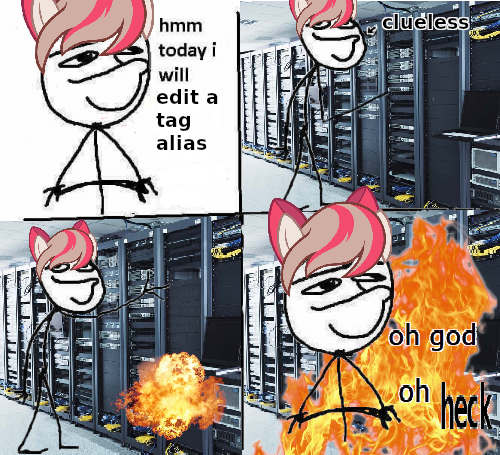 hmm
today i
will
edit a
tag
alias
clueless
oh god
oh heck